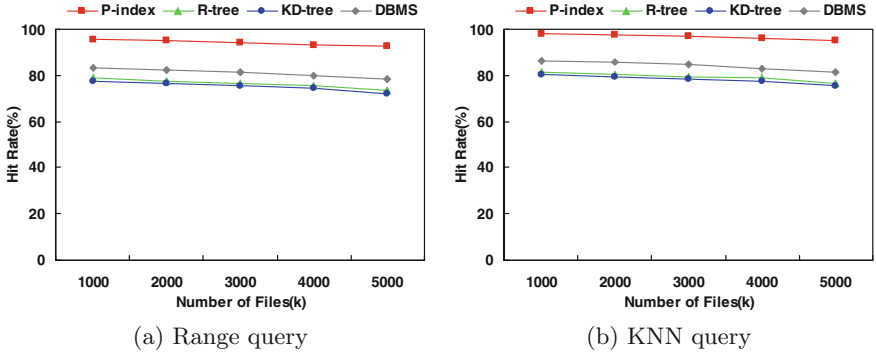 P-index R-tree KD-tree DBMS
100
80
60
40
20
0
Hit Rate(%)
1000 2000 3000 4000 5000
Number of Files(k)
(a) Range query
P-index R-tree KD-tree DBMS
100
80
60
40
20
0
Hit Rate(%)
1000 2000 3000 4000 5000
Number of Files(k)
(b) KNN query